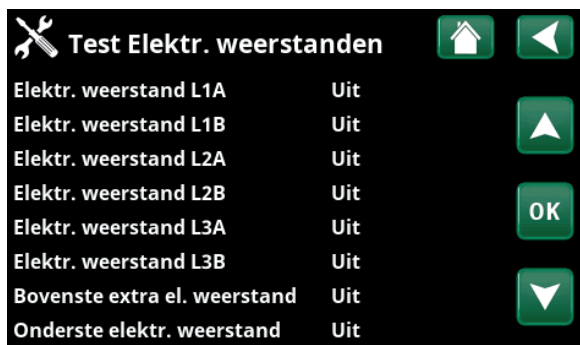 Test Elektr. weerstanden
Elektr. weerstand L1A Uit
Elektr. weerstand L1B Uit
Elektr. weerstand L2A Uit
Elektr. weerstand L2B Uit
Elektr. weerstand L3A Uit
Elektr. weerstand L3B Uit
Bovenste extra el. weerstand Uit
Onderste elektr. weerstand Uit
OK